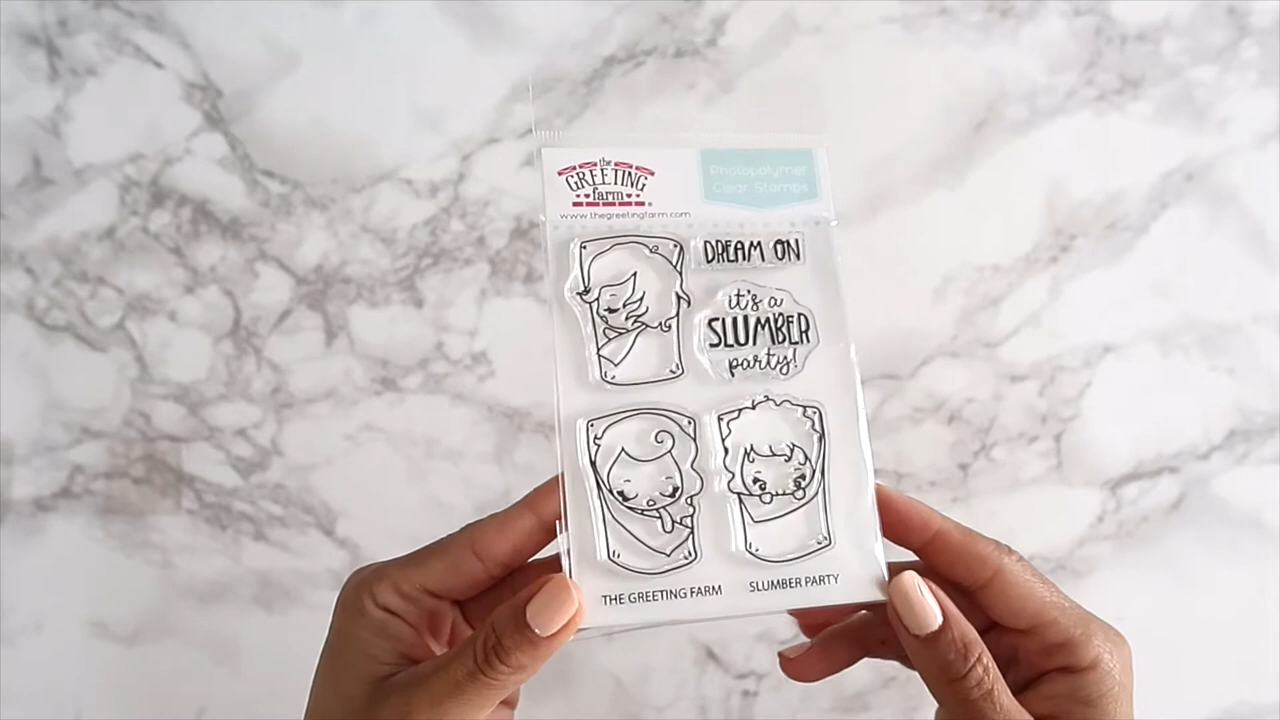 the
GREETING
farm
www.thegreetingfarm.com
Photopolymer
Clear Stamps
DREAM ON
it's a
SLUMBER
party!
THE GREETING FARM
SLUMBER PARTY